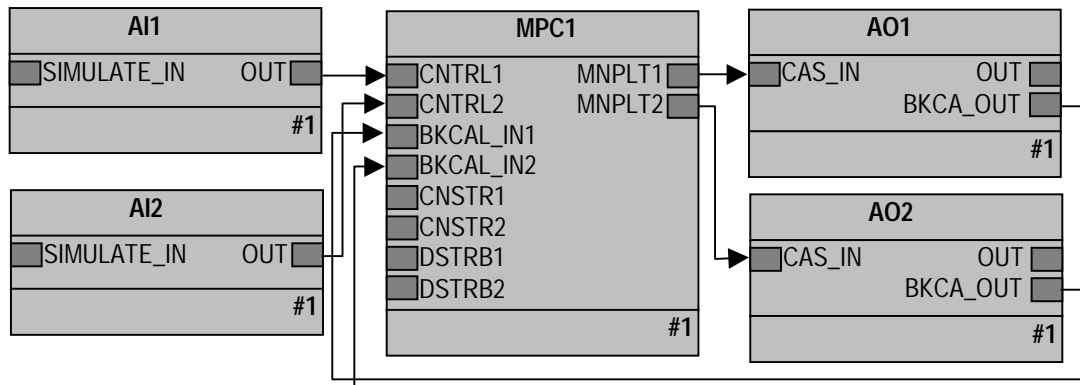 AI1
SIMULATE_IN OUT
#1
AI2
SIMULATE_IN OUT
#1
MPC1
CNTRL1 MNPLT1
CNTRL2 MNPLT2
BKCAL_IN1
BKCAL_IN2
CNSTR1
CNSTR2
DSTRB1
DSTRB2
#1
AO1
CAS_IN OUT
BKCA_OUT
#1
AO2
CAS_IN OUT
BKCA_OUT
#1